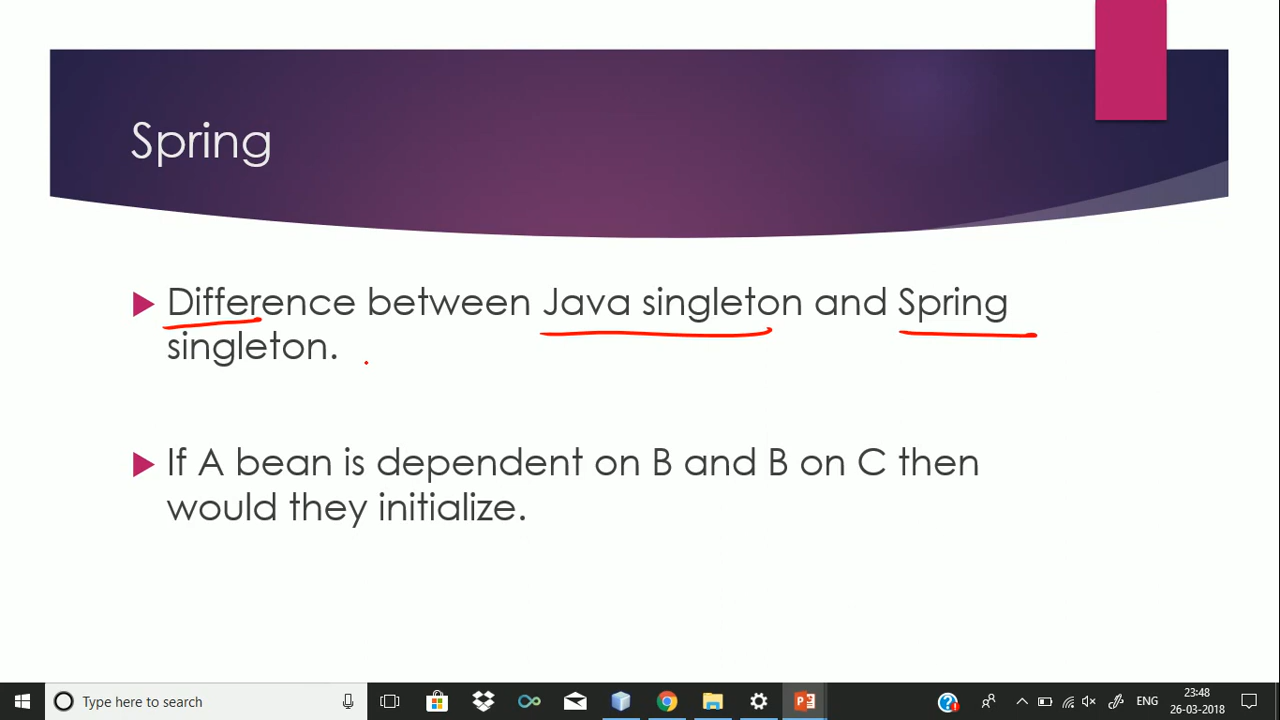 Spring
Difference between Java singleton and Spring
singleton.
If A bean is dependent on B and B on C then
would they initialize.
Type here to search
ENG
23:48
26-03-2018